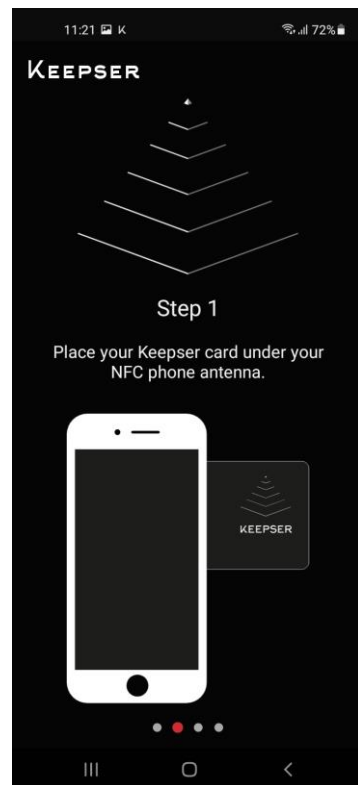 11:21 K 72%
KEEPSER
Step 1
Place your Keepser card under your
NFC phone antenna.
KEEPSER